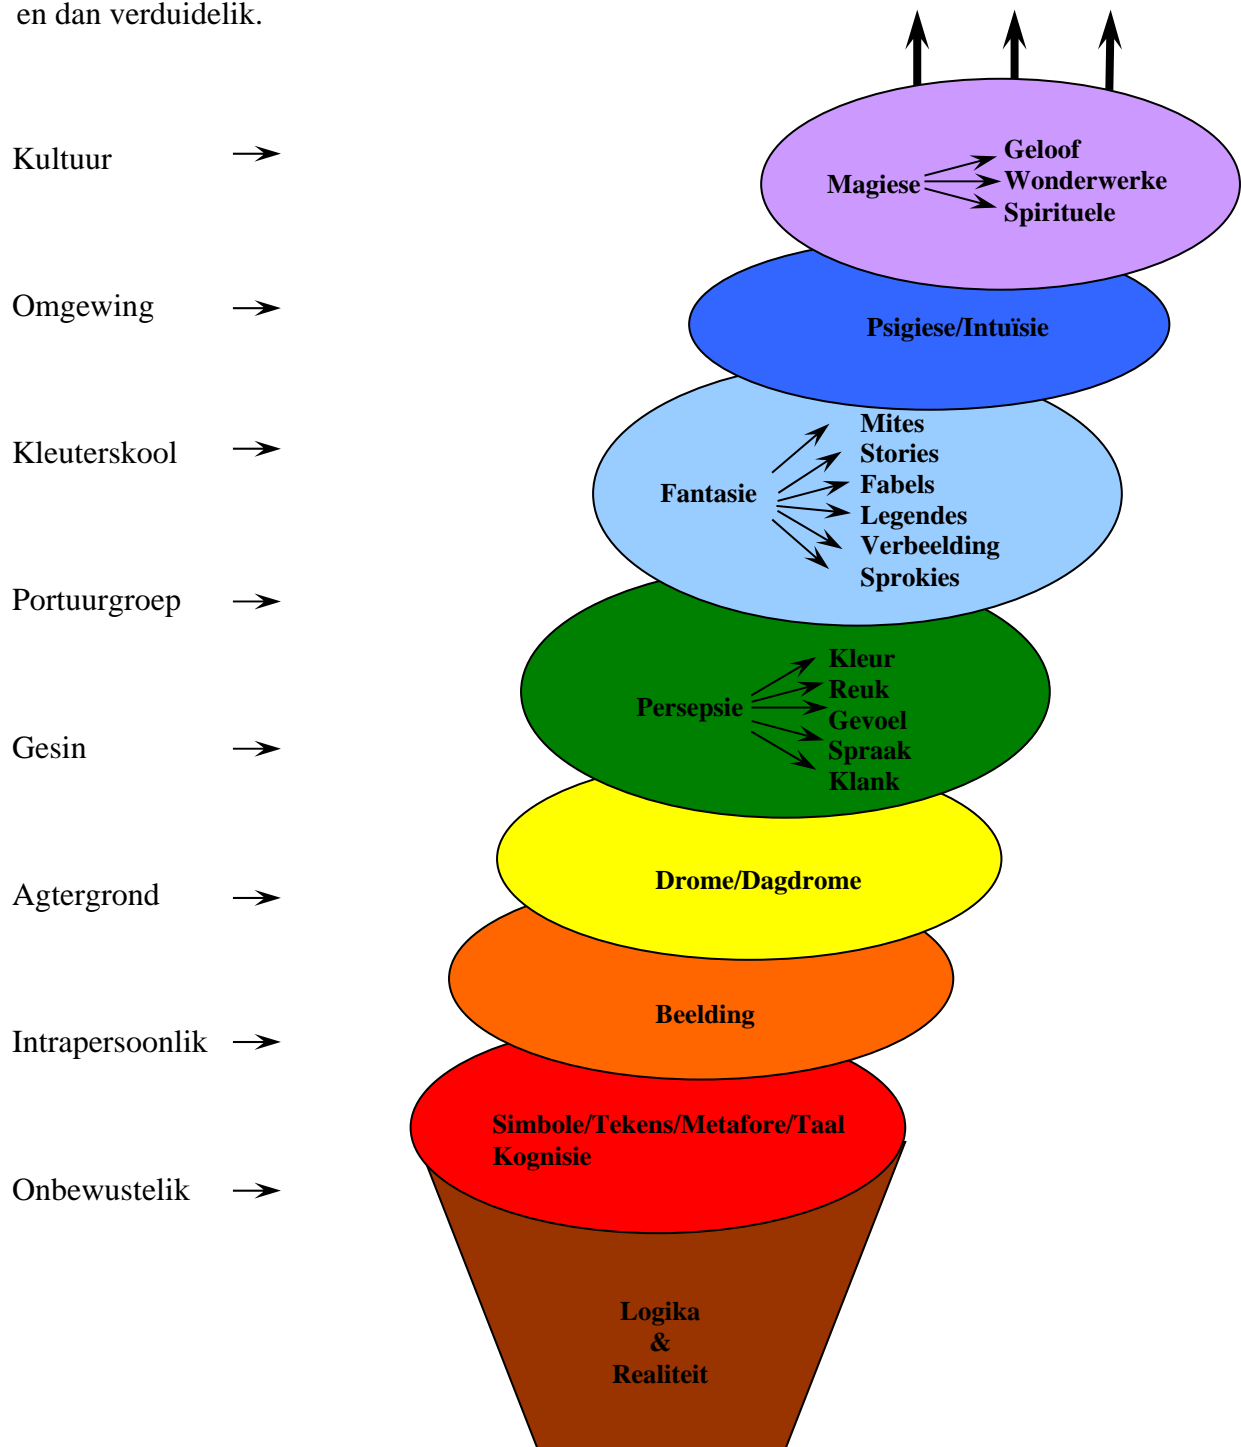 en dan verduidelik.
Kultuur
Magiese
Geloof
Wonderwerke
Spirituele
Omgewing
Psigiese/Intuïsie
Kleuterskool
Fantasie
Mites
Stories
Fabels
Legendes
Verbeelding
Sprokies
Portuurgroep
Persepsie
Kleur
Reuk
Gevoel
Spraak
Klank
Gesin
Drome/Dagdrome
Agtergrond
Beelding
Intrapersoonlik
Simbole/Tekens/Metafore/Taal
Kognisie
Onbewustelik
Logika
&
Realiteit